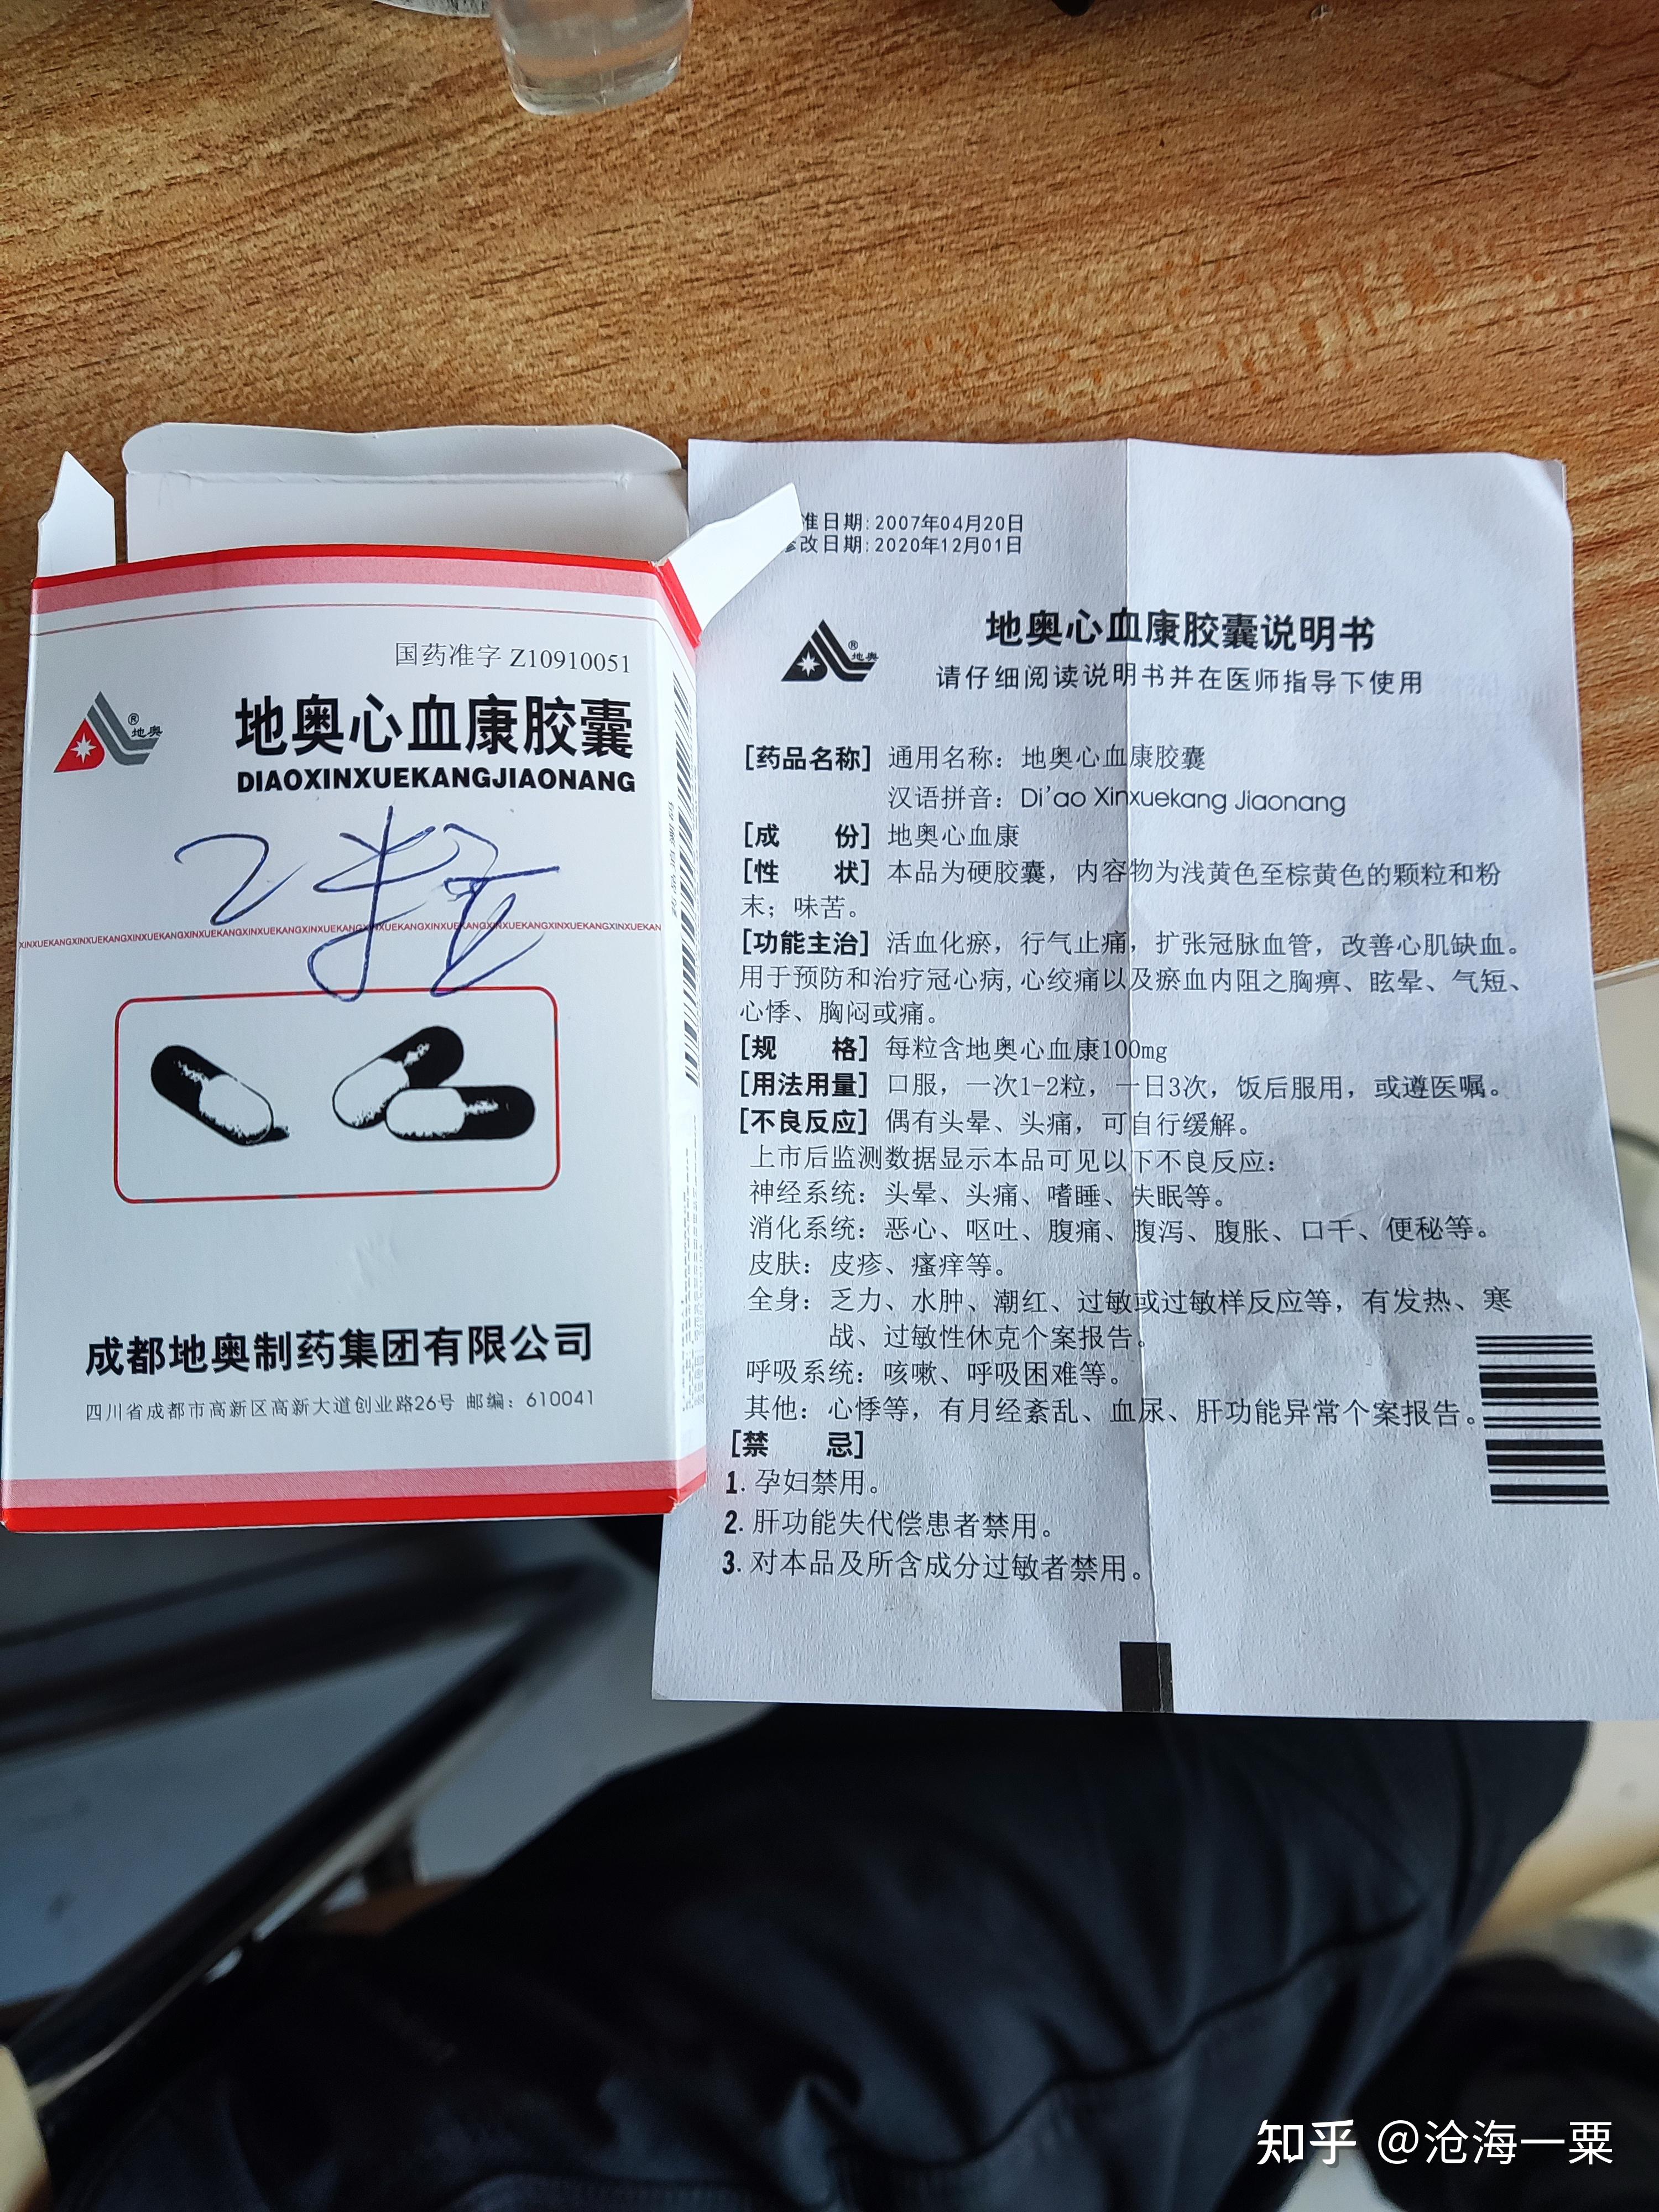 国药准字 Z10910051
® 地奥
地奥心血康胶囊
DIAOXINXUEKANGJIAONANG
2粒
XINXUEKANGXINXUEKANGXINXUEKANGXINXUEKANGXINXUEKANGXINXUEKANGXINXUEKANGXINXUEKANGXINXUEKANGXINXUEKAN
成都地奥制药集团有限公司
四川省成都市高新区高新大道创业路26号 邮编：610041
准日期：2007年04月20日
修改日期：2020年12月01日
® 地奥
地奥心血康胶囊说明书
请仔细阅读说明书并在医师指导下使用
[药品名称] 通用名称：地奥心血康胶囊
汉语拼音：Di'ao Xinxuekang Jiaonang
[成 份] 地奥心血康
[性 状] 本品为硬胶囊，内容物为浅黄色至棕黄色的颗粒和粉
末；味苦。
[功能主治] 活血化瘀，行气止痛，扩张冠脉血管，改善心肌缺血。
用于预防和治疗冠心病,心绞痛以及瘀血内阻之胸痹、眩晕、气短、
心悸、胸闷或痛。
[规 格] 每粒含地奥心血康100mg
[用法用量] 口服，一次1-2粒，一日3次，饭后服用，或遵医嘱。
[不良反应] 偶有头晕、头痛，可自行缓解。
上市后监测数据显示本品可见以下不良反应：
神经系统：头晕、头痛、嗜睡、失眠等。
消化系统：恶心、呕吐、腹痛、腹泻、腹胀、口干、便秘等。
皮肤：皮疹、瘙痒等。
全身：乏力、水肿、潮红、过敏或过敏样反应等，有发热、寒
战、过敏性休克个案报告。
呼吸系统：咳嗽、呼吸困难等。
其他：心悸等，有月经紊乱、血尿、肝功能异常个案报告。
[禁 忌]
1. 孕妇禁用。
2. 肝功能失代偿患者禁用。
3. 对本品及所含成分过敏者禁用。
知乎 @沧海一粟